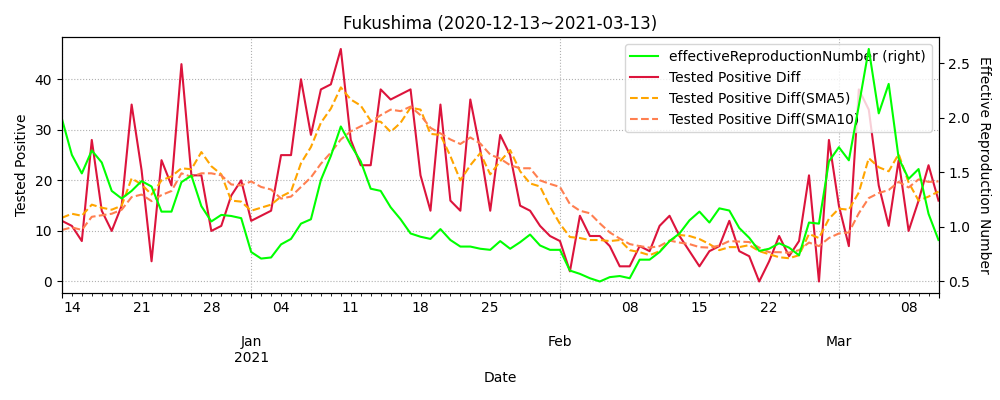 Fukushima (2020-12-13~2021-03-13)
effectiveReproductionNumber (right)
Tested Positive Diff
Tested Positive Diff(SMA5)
Tested Positive Diff(SMA10)
Tested Positive
40
30
20
10
0
Effective Reproduction Number
2.5
2.0
1.5
1.0
0.5
14 21 28 04 11 18 25 08 15 22 08
Jan Feb Mar
2021
Date